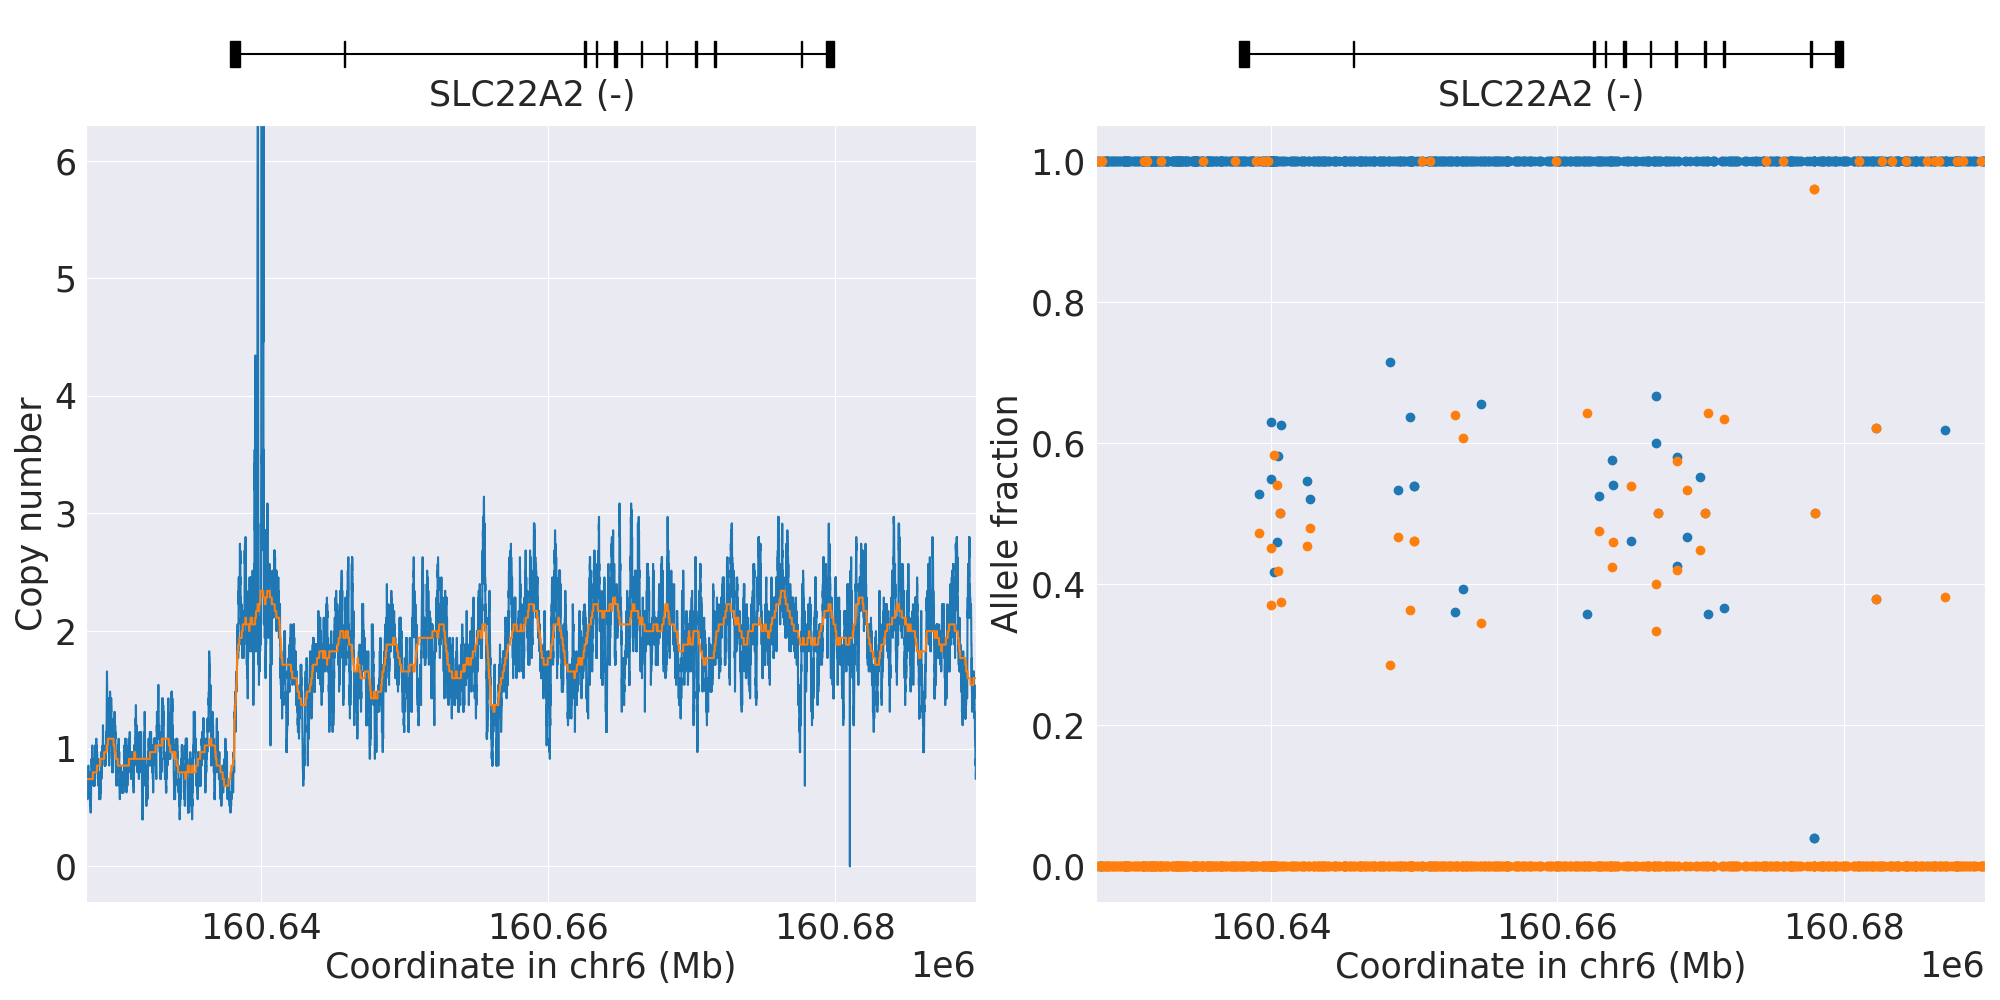 SLC22A2 (-)
6
5
4
3
2
1
0
Copy number
160.64
160.66
160.68
Coordinate in chr6 (Mb)
1e6
SLC22A2 (-)
1.0
0.8
0.6
0.4
0.2
0.0
Allele fraction
160.64
160.66
160.68
Coordinate in chr6 (Mb)
1e6